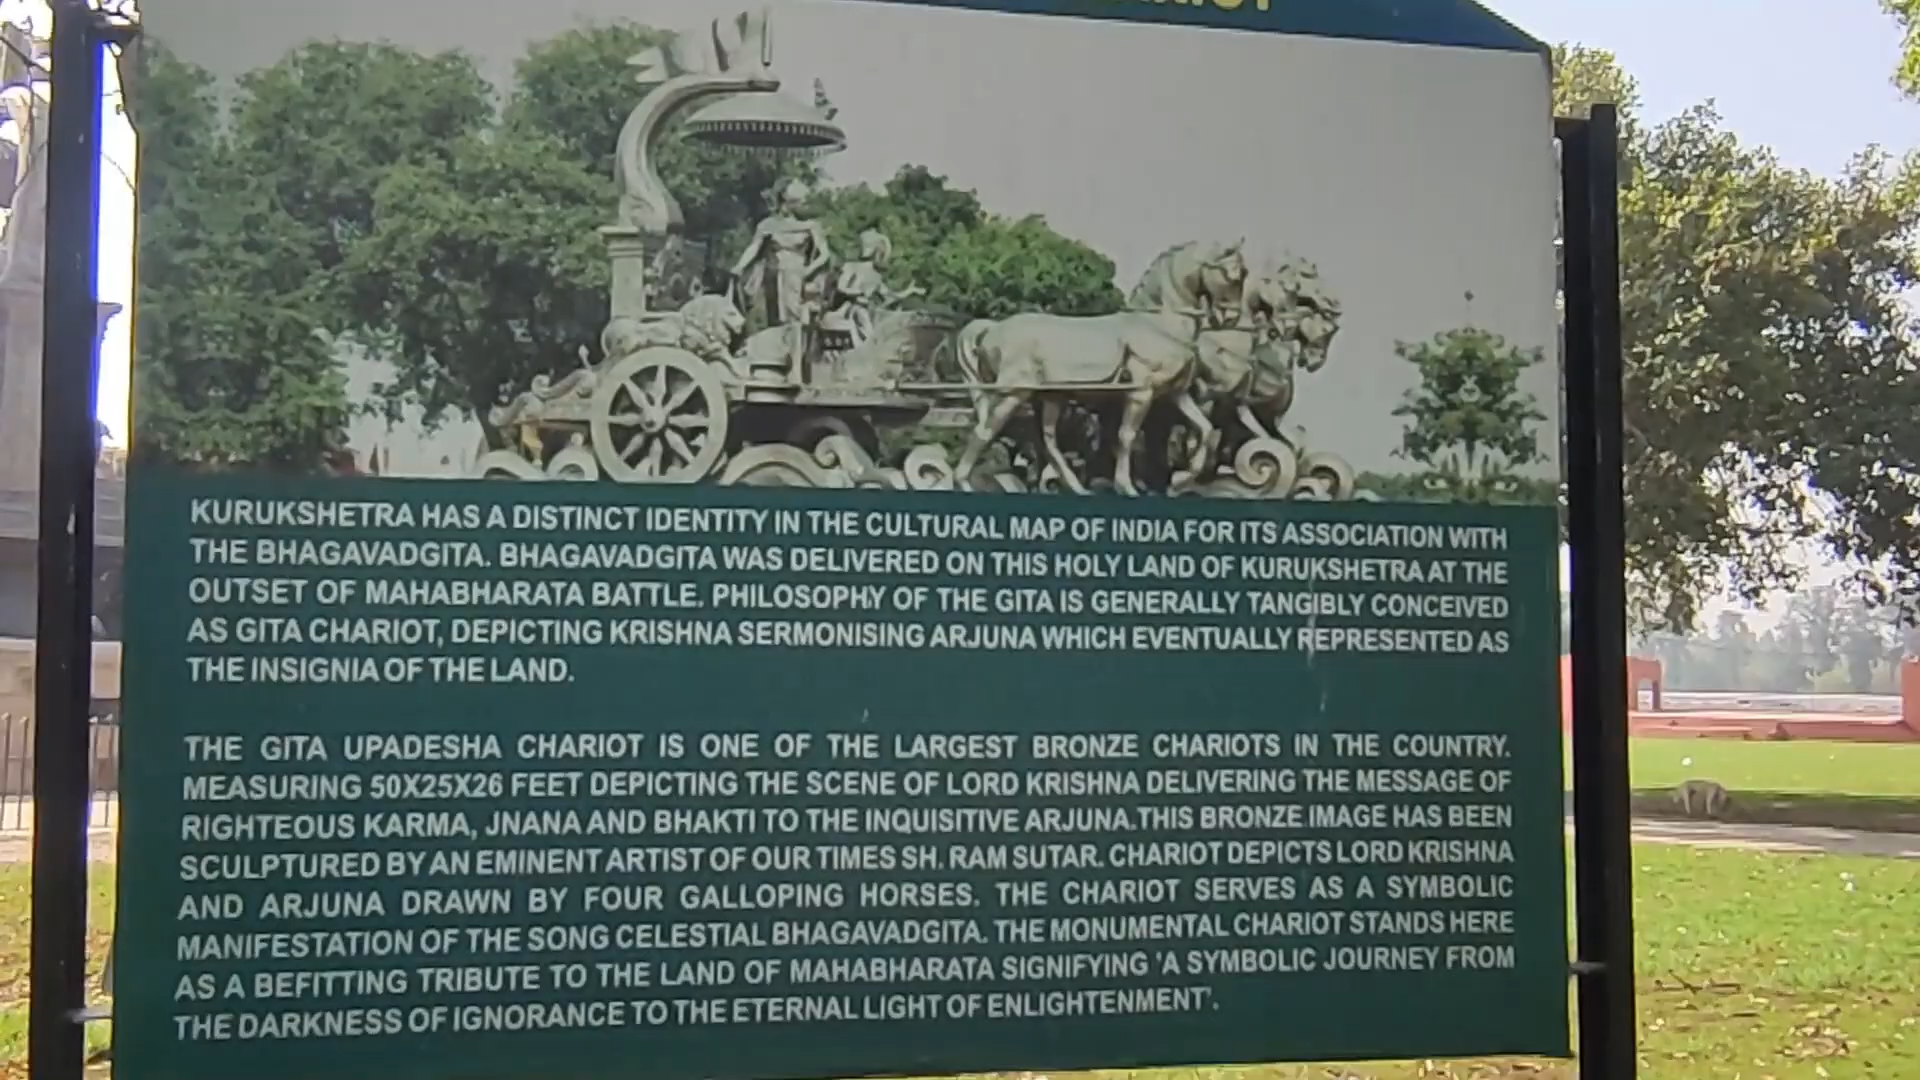 KURUKSHETRA HAS A DISTINCT IDENTITY IN THE CULTURAL MAP OF INDIA FOR ITS ASSOCIATION WITH
THE BHAGAVADGITA. BHAGAVADGITA WAS DELIVERED ON THIS HOLY LAND OF KURUKSHETRA AT THE
OUTSET OF MAHABHARATA BATTLE. PHILOSOPHY OF THE GITA IS GENERALLY TANGIBLY CONCEIVED
AS GITA CHARIOT, DEPICTING KRISHNA SERMONISING ARJUNA WHICH EVENTUALLY REPRESENTED AS
THE INSIGNIA OF THE LAND.
THE GITA UPADESHA CHARIOT IS ONE OF THE LARGEST BRONZE CHARIOTS IN THE COUNTRY.
MEASURING 50X25X26 FEET DEPICTING THE SCENE OF LORD KRISHNA DELIVERING THE MESSAGE OF
RIGHTEOUS KARMA, JNANA AND BHAKTI TO THE INQUISITIVE ARJUNA.THIS BRONZE IMAGE HAS BEEN
SCULPTURED BY AN EMINENT ARTIST OF OUR TIMES SH. RAM SUTAR. CHARIOT DEPICTS LORD KRISHNA
AND ARJUNA DRAWN BY FOUR GALLOPING HORSES. THE CHARIOT SERVES AS A SYMBOLIC
MANIFESTATION OF THE SONG CELESTIAL BHAGAVADGITA. THE MONUMENTAL CHARIOT STANDS HERE
AS A BEFITTING TRIBUTE TO THE LAND OF MAHABHARATA SIGNIFYING 'A SYMBOLIC JOURNEY FROM
THE DARKNESS OF IGNORANCE TO THE ETERNAL LIGHT OF ENLIGHTENMENT'.